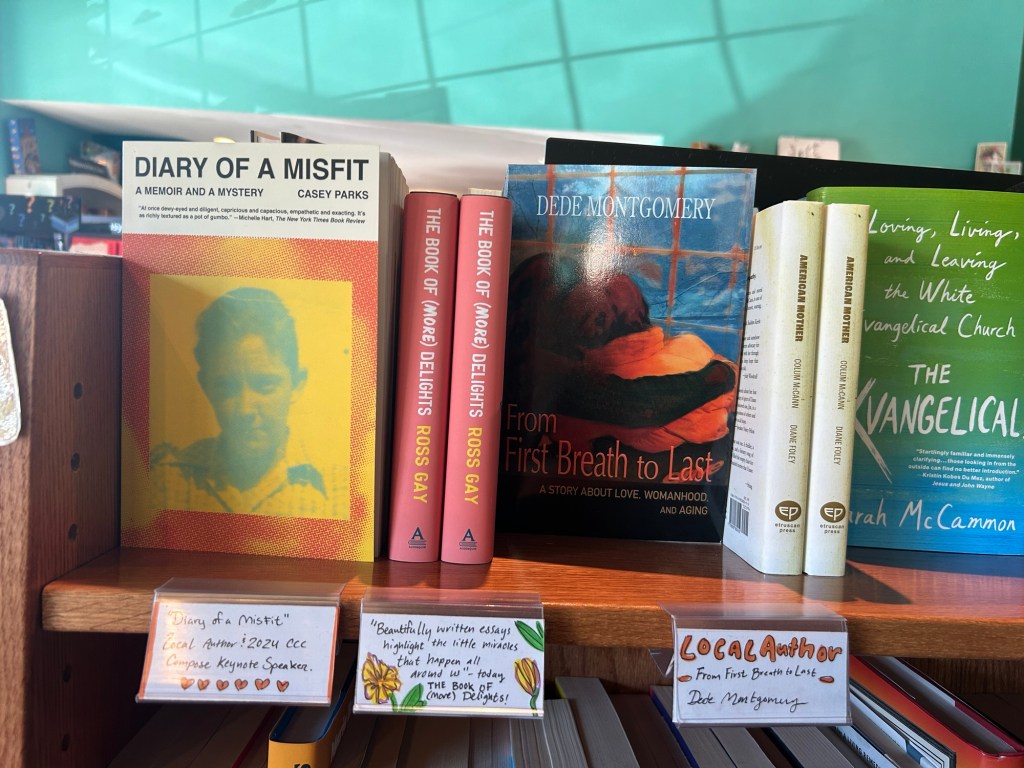 DIARY OF A MISFIT
A MEMOIR AND A MYSTERY CASEY PARKS
"At once dewy-eyed and diligent, capricious and capacious, empathetic and exacting. It's
as richly textured as a pot of gumbo." —Michelle Hart, The New York Times Book Review
THE BOOK OF (MORE) DELIGHTS ROSS GAY
A
THE BOOK OF (MORE) DELIGHTS ROSS GAY
A
DEDE MONTGOMERY
From
First Breath to Last
A STORY ABOUT LOVE, WOMANHOOD,
AND AGING
AMERICAN MOTHER COLUM McCANN DIANE FOLEY
EP
etruscan
press
AMERICAN MOTHER COLUM McCANN DIANE FOLEY
EP
etruscan
press
Loving, Living,
and Leaving
the White
vangelical Church
THE
XVANGELICAL
"Startlingly familiar and immensely
clarifying....those looking in from the
outside can find no better introduction."
—Kristin Kobes Du Mez, author of
Jesus and John Wayne
arah McCammon
"Diary of a Misfit"
Local Author & 2024 CCC
Compose Keynote Speaker.
"Beautifully written essays
highlight the little miracles
that happen all
around us" - today
THE BOOK OF
(more) Delights!
LOCAL Author
- From First Breath to Last -
Dede Montgomery